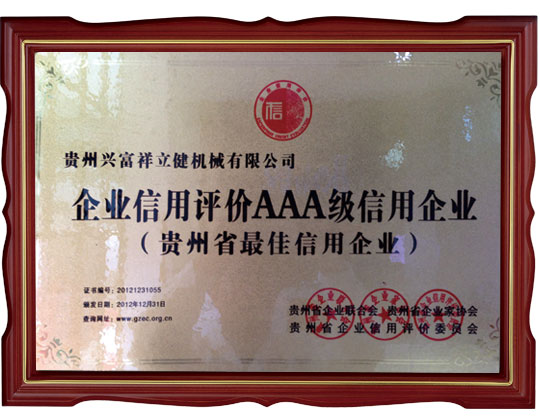 信
贵州兴富祥立健机械有限公司
企业信用评价AAA级信用企业
（贵州省最佳信用企业）
证书编号：20121231055
颁发日期：2012年12月31日
查询网址：www.gzec.org.cn
贵州省企业联合会 贵州省企业家协会
贵州省企业信用评价委员会